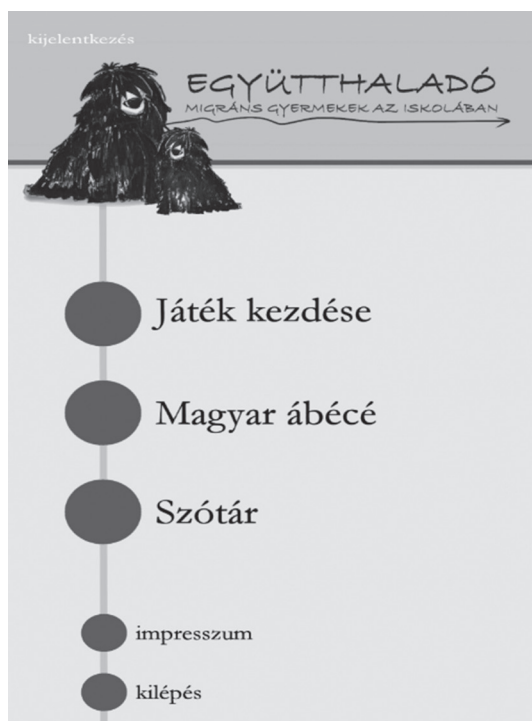 kijelentkezés
EGYÜTTHALADÓ
MIGRÁNS GYERMEKEK AZ ISKOLÁBAN
Játék kezdése
Magyar ábécé
Szótár
impresszum
kilépés